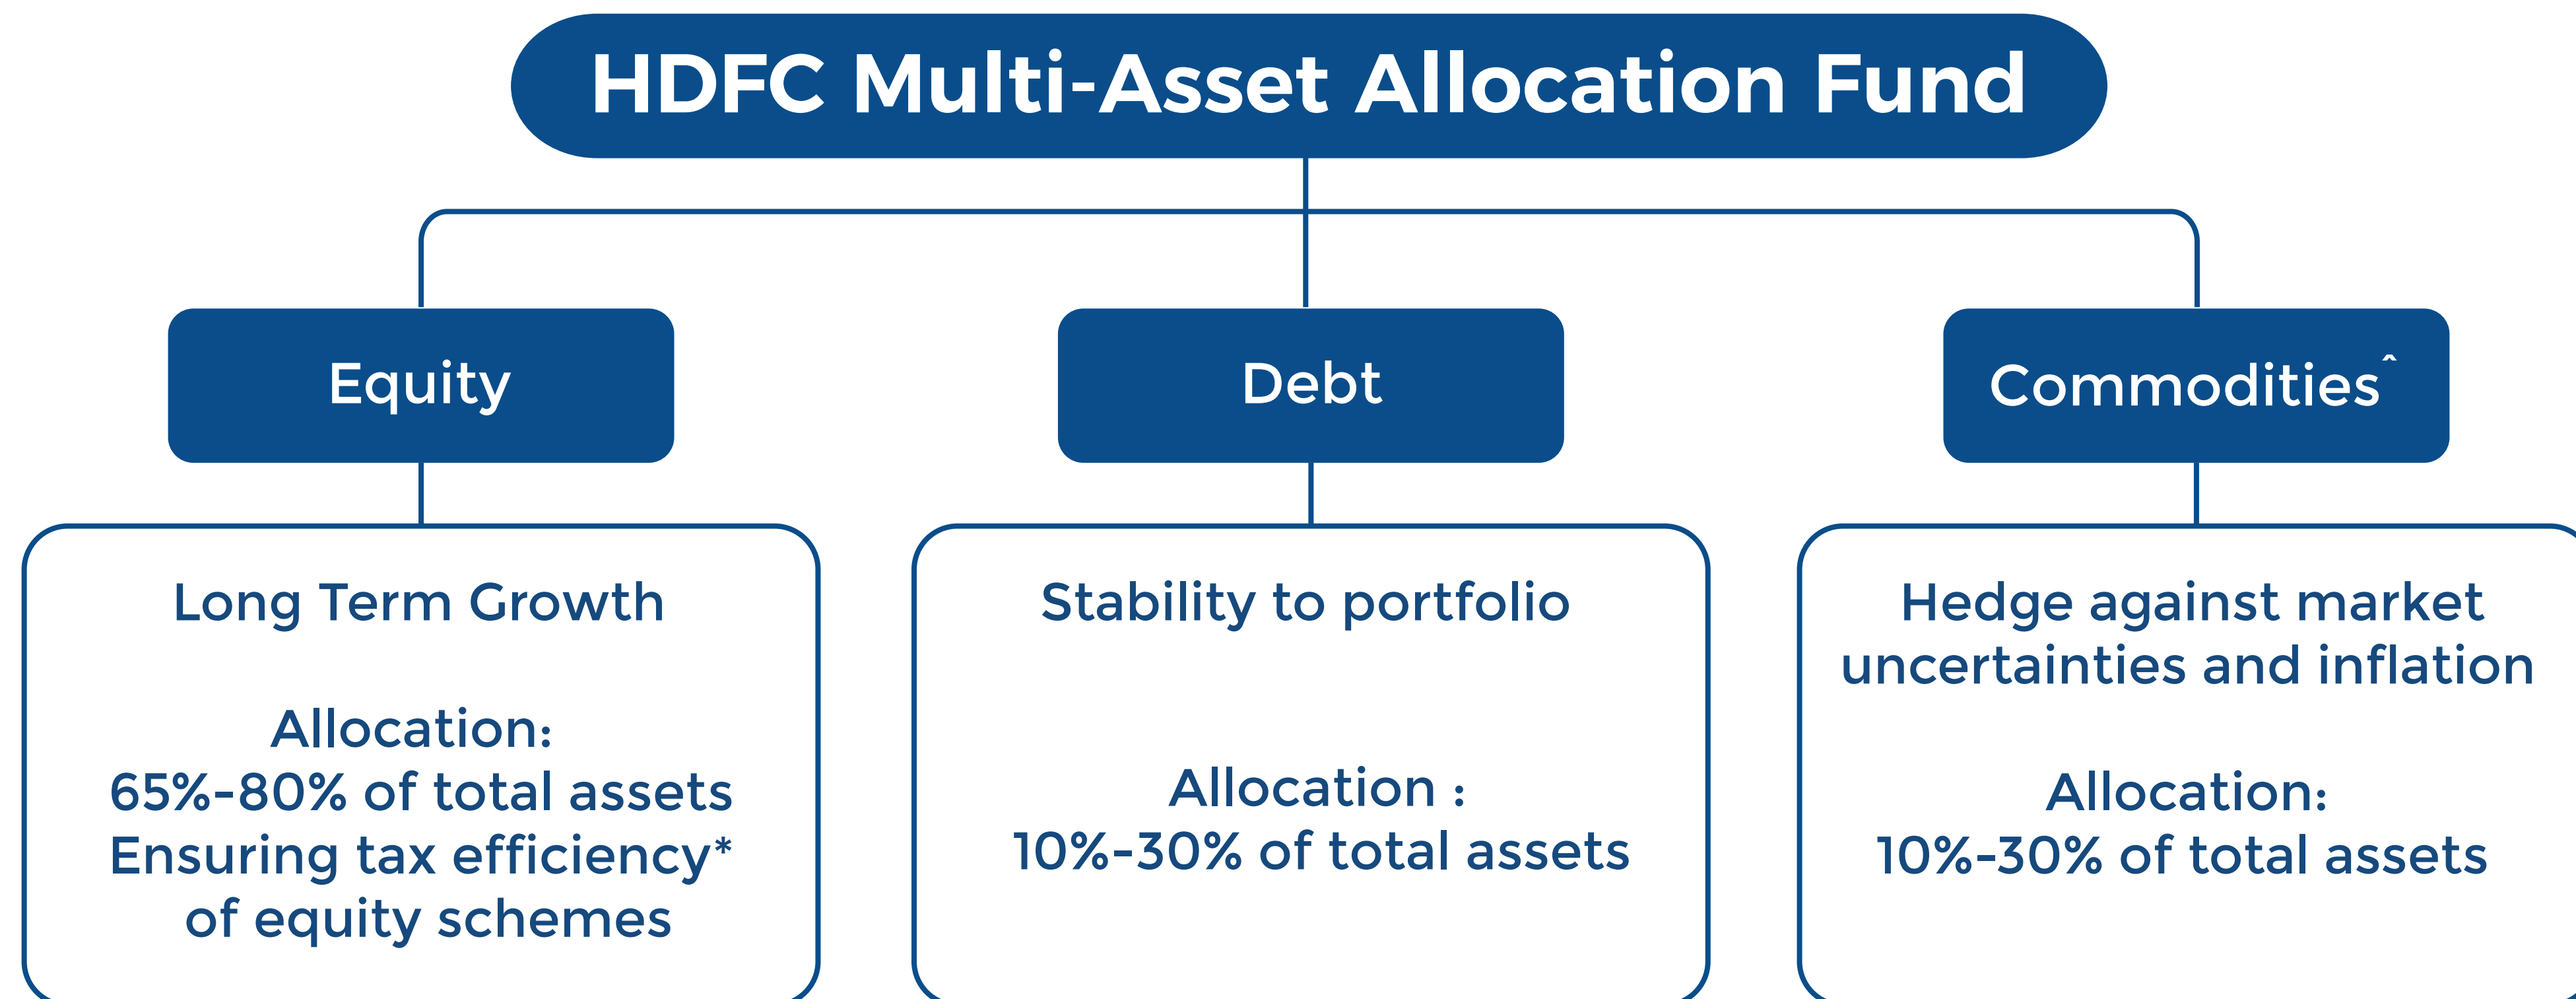 HDFC Multi-Asset Allocation Fund
Equity
Debt
Commodities^
Long Term Growth
Allocation:
65%-80% of total assets
Ensuring tax efficiency*
of equity schemes
Stability to portfolio
Allocation :
10%-30% of total assets
Hedge against market
uncertainties and inflation
Allocation:
10%-30% of total assets